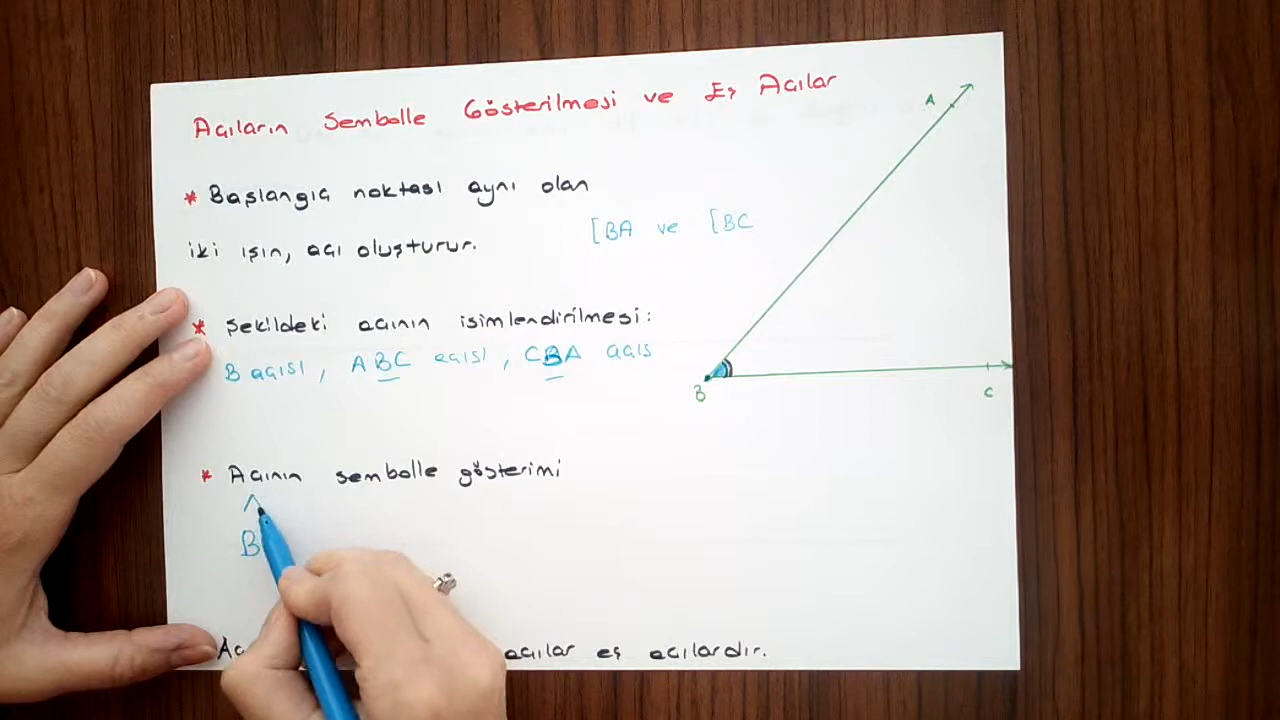 Açıların Sembolle Gösterilmesi ve Eş Açılar
* Başlangıç noktası aynı olan
iki ışın, açı oluşturur.
[BA ve [BC
* Şekildeki açının isimlendirilmesi:
B açısı, ABC açısı, CBA açıs
* Açının sembolle gösterimi
B
açılar eş açılardır.
A
B
C